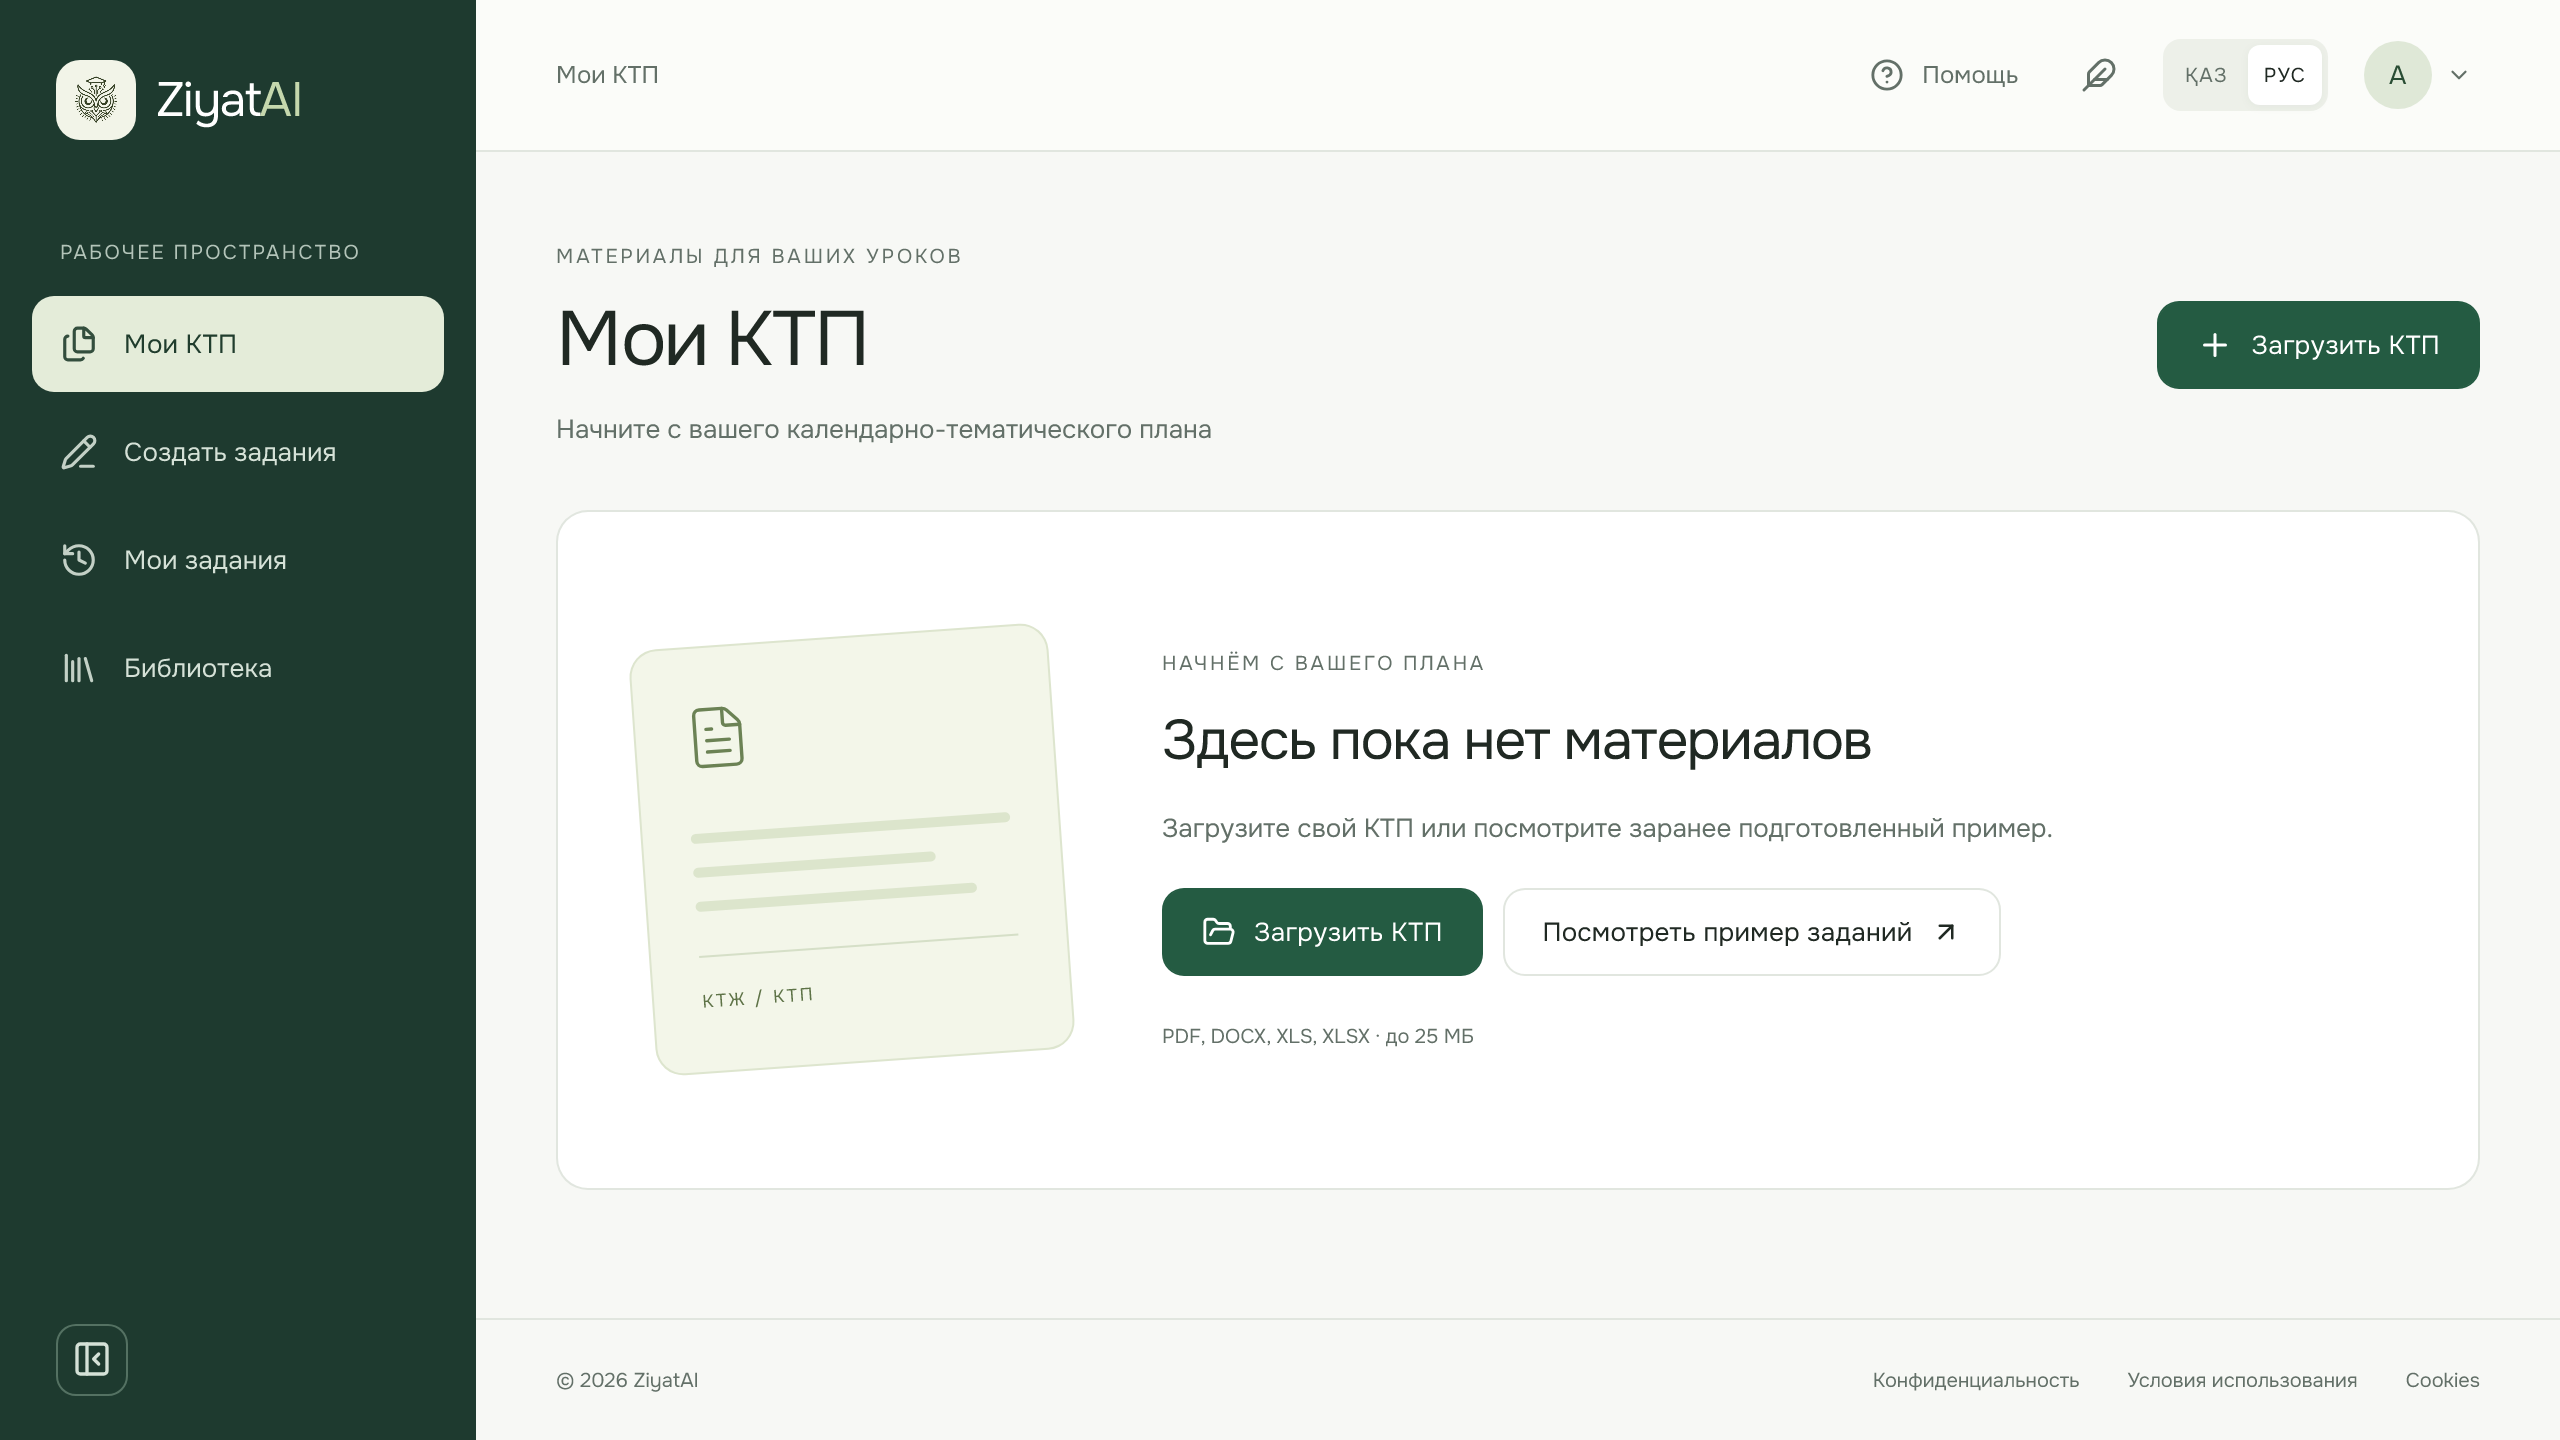 ZiyatAI
РАБОЧЕЕ ПРОСТРАНСТВО
Мои КТП
Создать задания
Мои задания
Библиотека
Мои КТП
Помощь
ҚАЗ
РУС
А
МАТЕРИАЛЫ ДЛЯ ВАШИХ УРОКОВ
Мои КТП
Начните с вашего календарно-тематического плана
Загрузить КТП
КТЖ / КТП
НАЧНЁМ С ВАШЕГО ПЛАНА
Здесь пока нет материалов
Загрузите свой КТП или посмотрите заранее подготовленный пример.
Загрузить КТП
Посмотреть пример заданий
PDF, DOCX, XLS, XLSX · до 25 МБ
© 2026 ZiyatAI
Конфиденциальность
Условия использования
Cookies